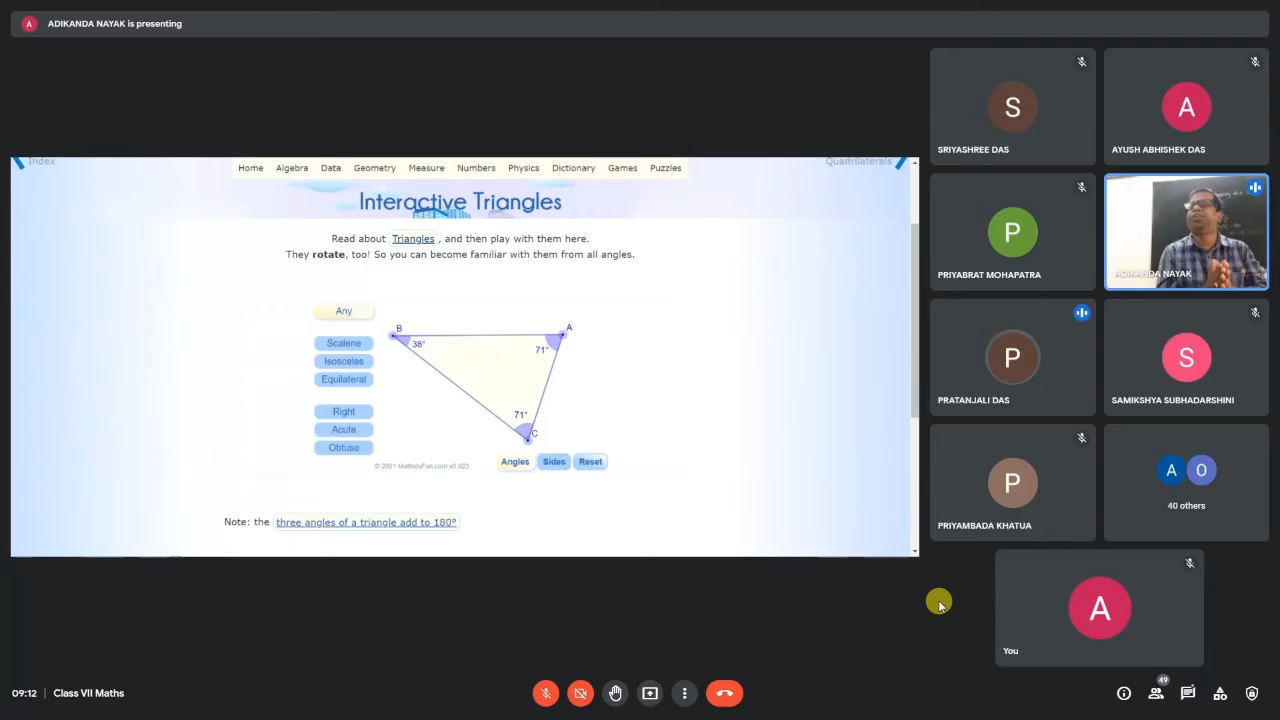 A ADIKANDA NAYAK is presenting
Index
Quadrilaterals
Home Algebra Data Geometry Measure Numbers Physics Dictionary Games Puzzles
Interactive Triangles
Read about Triangles , and then play with them here.
They rotate, too! So you can become familiar with them from all angles.
Any
Scalene
Isosceles
Equilateral
Right
Acute
Obtuse
B
38°
A
71°
71°
C
© 2021 MathsIsFun.com v0.923
Angles Sides Reset
Note: the three angles of a triangle add to 180°
S
SRIYASHREE DAS
A
AYUSH ABHISHEK DAS
P
PRIYABRAT MOHAPATRA
ADIKANDA NAYAK
P
PRATANJALI DAS
S
SAMIKSHYA SUBHADARSHINI
P
PRIYAMBADA KHATUA
A O
40 others
A
You
09:12 | Class VII Maths
49